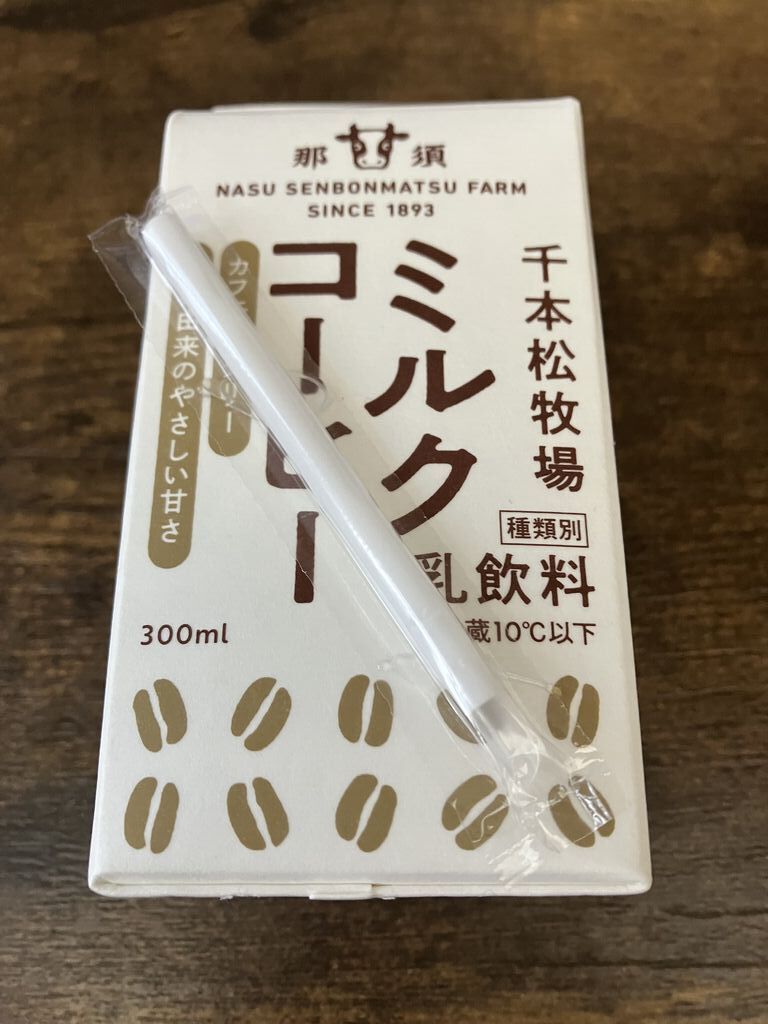 那須
NASU SENBONMATSU FARM
SINCE 1893
千本松牧場
ミルク
コーヒー
由来のやさしい甘さ
種類別
乳飲料
蔵10℃以下
300ml